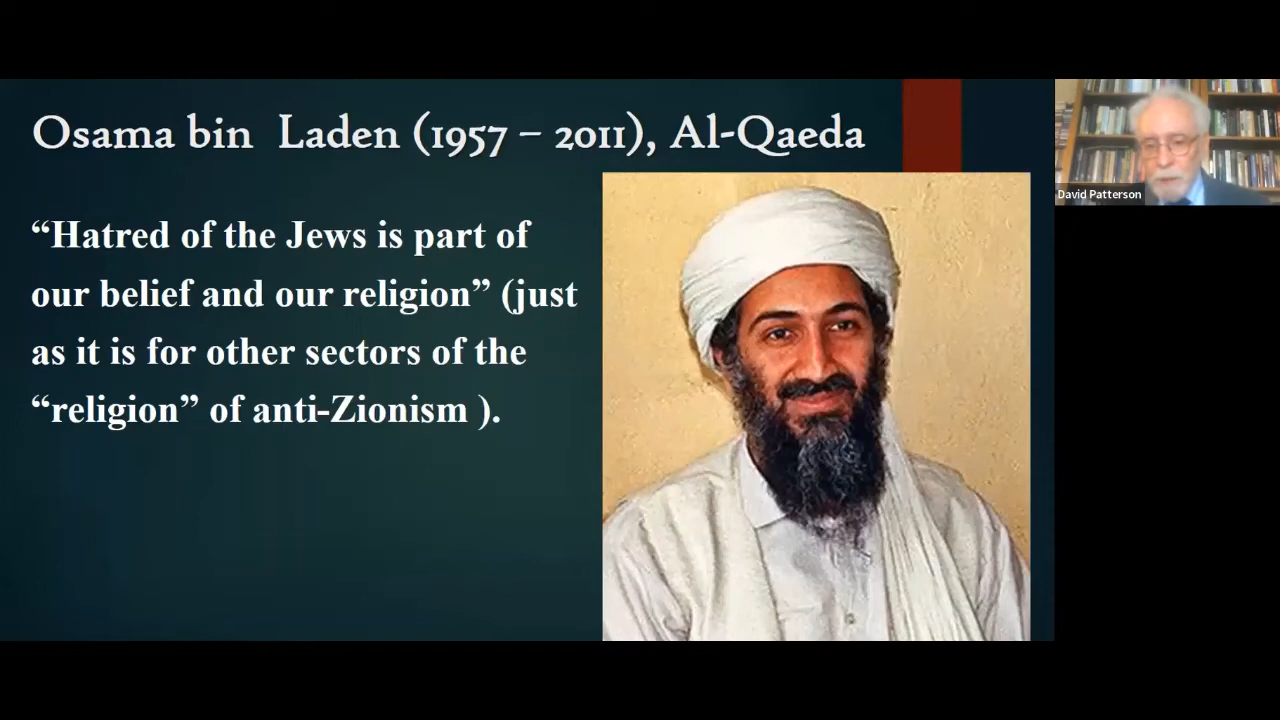 Osama bin Laden (1957 – 2011), Al-Qaeda
“Hatred of the Jews is part of
our belief and our religion” (just
as it is for other sectors of the
“religion” of anti-Zionism ).
David Patterson